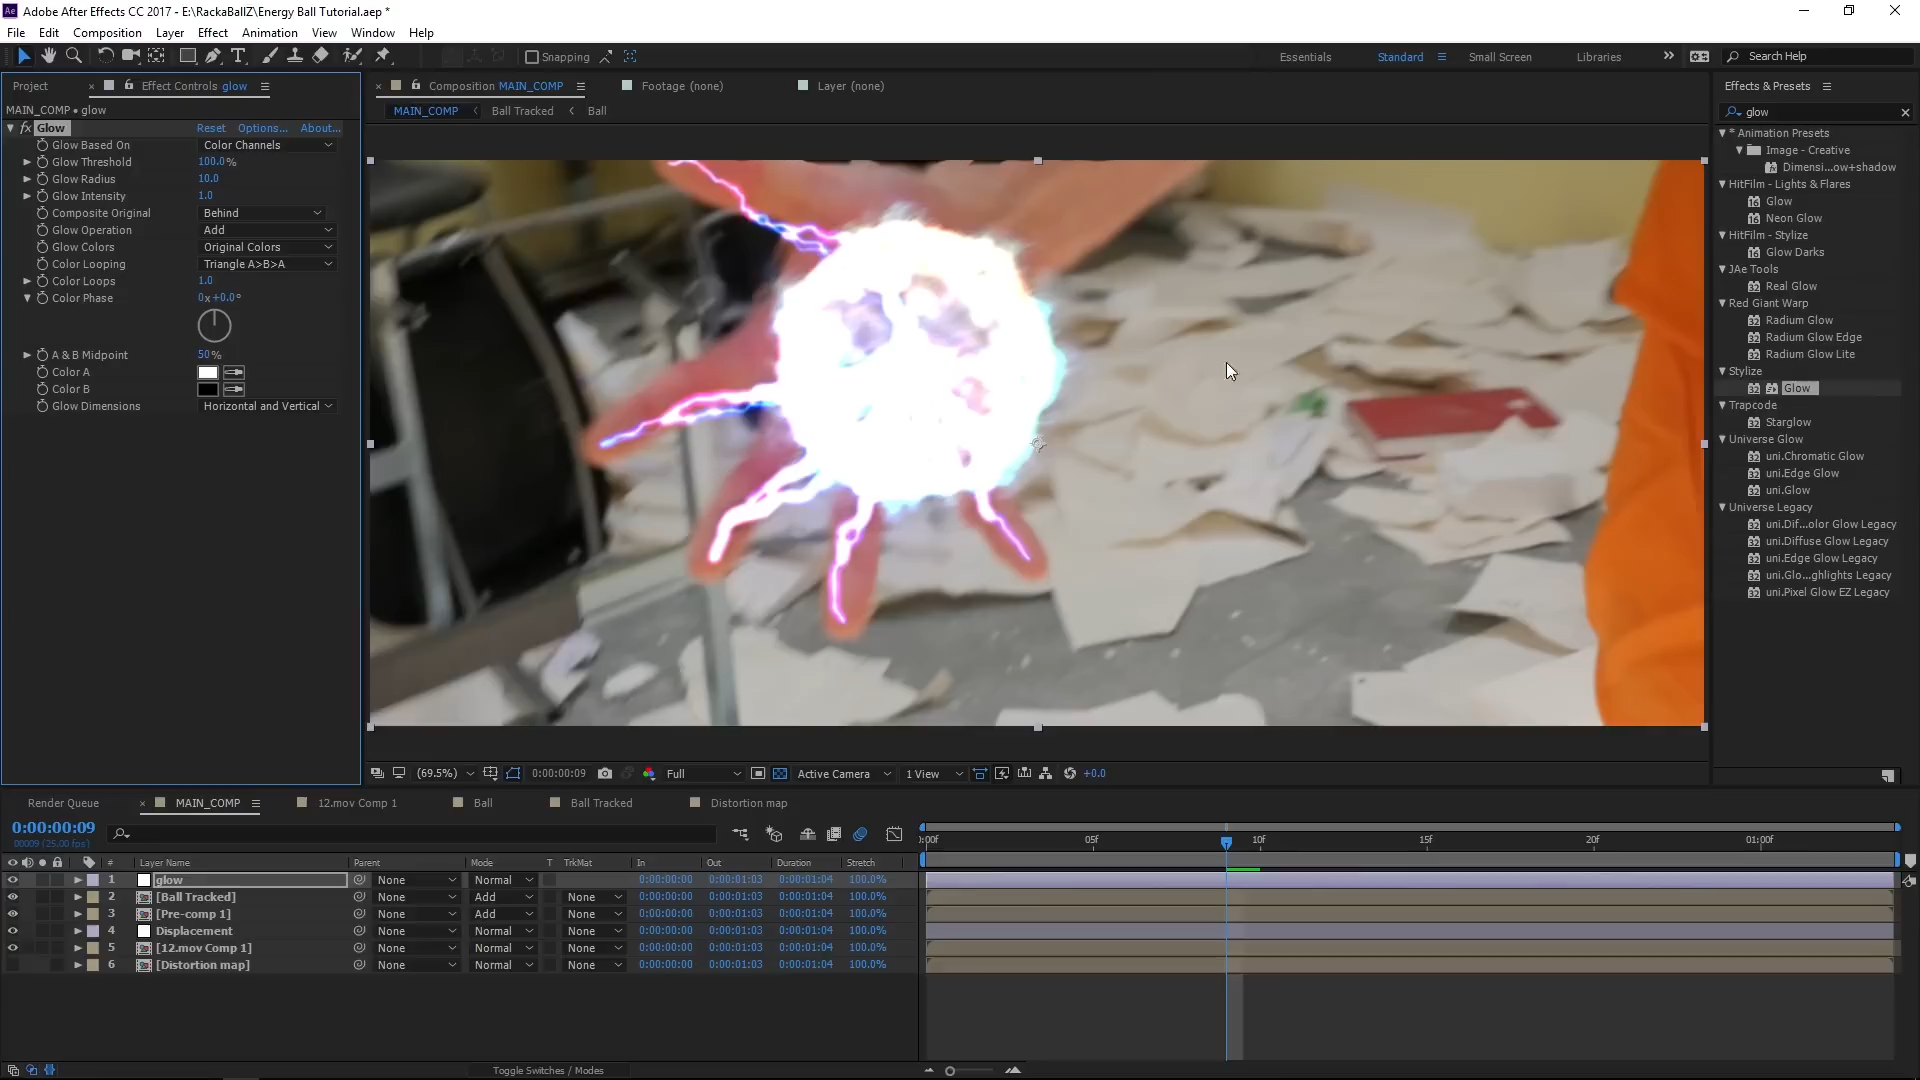 Adobe After Effects CC 2017 - E:\RackaBallZ\Energy Ball Tutorial.aep *
File Edit Composition Layer Effect Animation View Window Help
Snapping
Essentials Standard Small Screen Libraries Search Help
Project Effect Controls glow
Composition MAIN_COMP Footage (none) Layer (none)
Effects & Presets
MAIN_COMP • glow
MAIN_COMP Ball Tracked Ball
glow
Glow Reset Options... About...
Glow Based On Color Channels
Glow Threshold 100.0%
Glow Radius 10.0
Glow Intensity 1.0
Composite Original Behind
Glow Operation Add
Glow Colors Original Colors
Color Looping Triangle A>B>A
Color Loops 1.0
Color Phase 0x+0.0°
A & B Midpoint 50%
Color A
Color B
Glow Dimensions Horizontal and Vertical
* Animation Presets
Image - Creative
Dimensi...ow+shadow
HitFilm - Lights & Flares
Glow
Neon Glow
HitFilm - Stylize
Glow Darks
JAe Tools
Real Glow
Red Giant Warp
Radium Glow
Radium Glow Edge
Radium Glow Lite
Stylize
Glow
Trapcode
Starglow
Universe Glow
uni.Chromatic Glow
uni.Edge Glow
uni.Glow
Universe Legacy
uni.Dif...olor Glow Legacy
uni.Diffuse Glow Legacy
uni.Edge Glow Legacy
uni.Glo...ghlights Legacy
uni.Pixel Glow EZ Legacy
(69.5%) 0:00:00:09 Full Active Camera 1 View +0.0
Render Queue MAIN_COMP 12.mov Comp 1 Ball Ball Tracked Distortion map
0:00:00:09
00009 (25.00 fps)
:00f 05f 10f 15f 20f 01:00f
# Layer Name Parent Mode T TrkMat In Out Duration Stretch
1 glow None Normal 0:00:00:00 0:00:01:03 0:00:01:04 100.0%
2 [Ball Tracked] None Add None 0:00:00:00 0:00:01:03 0:00:01:04 100.0%
3 [Pre-comp 1] None Add None 0:00:00:00 0:00:01:03 0:00:01:04 100.0%
4 Displacement None Normal None 0:00:00:00 0:00:01:03 0:00:01:04 100.0%
5 [12.mov Comp 1] None Normal None 0:00:00:00 0:00:01:03 0:00:01:04 100.0%
6 [Distortion map] None Normal None 0:00:00:00 0:00:01:03 0:00:01:04 100.0%
Toggle Switches / Modes